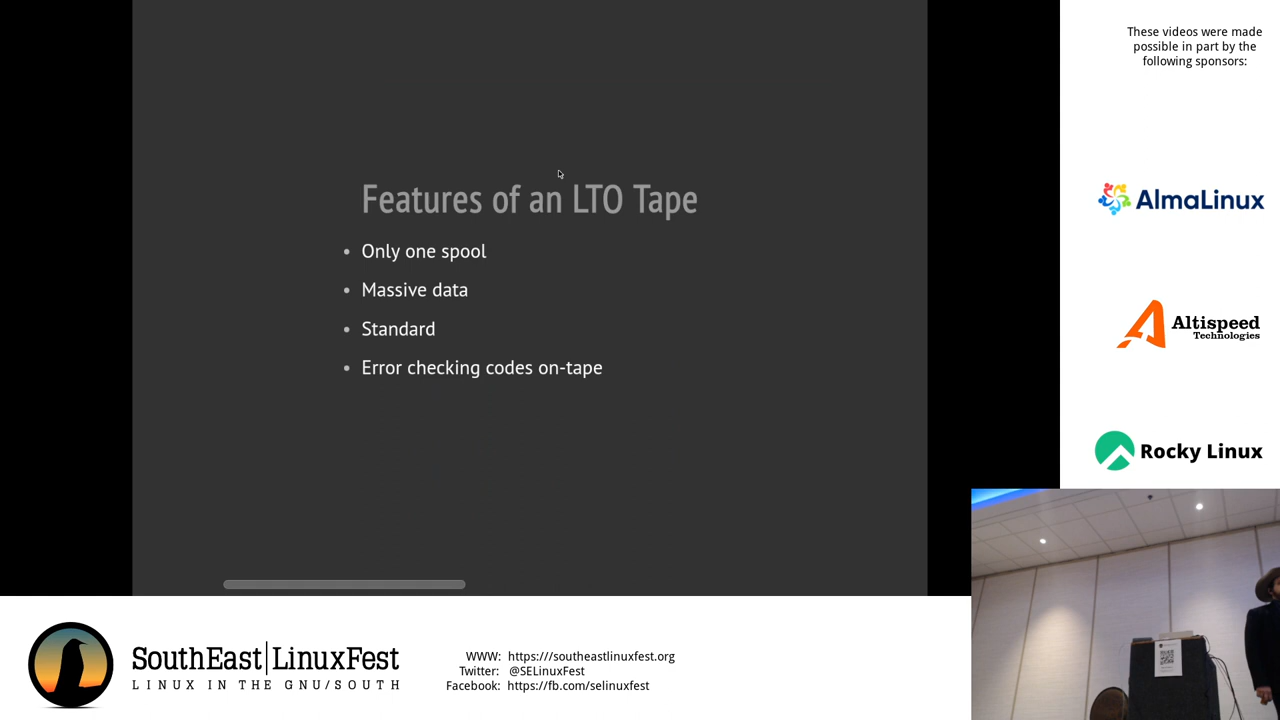 These videos were made
possible in part by the
following sponsors:
Features of an LTO Tape
• Only one spool
• Massive data
• Standard
• Error checking codes on-tape
AlmaLinux
Altispeed
Technologies
Rocky Linux
SouthEast|LinuxFest
LINUX IN THE GNU/SOUTH
WWW: https:///southeastlinuxfest.org
Twitter: @SELinuxFest
Facebook: https://fb.com/selinuxfest